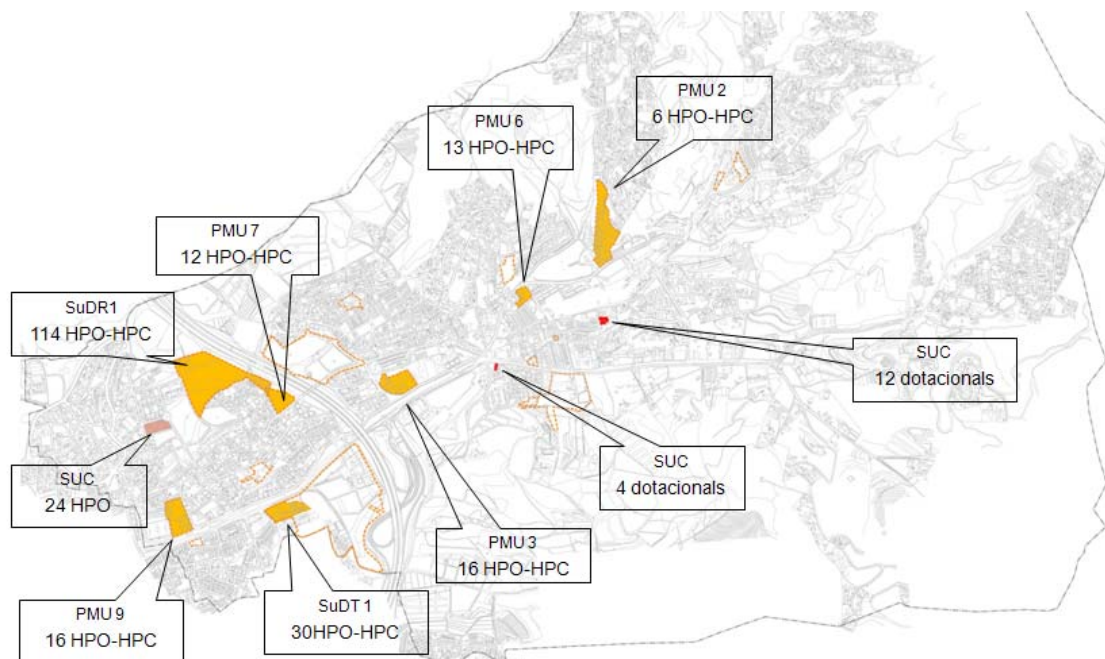 PMU 2
6 HPO-HPC
PMU 6
13 HPO-HPC
PMU 7
12 HPO-HPC
SuDR1
114 HPO-HPC
SUC
12 dotacionals
SUC
24 HPO
SUC
4 dotacionals
PMU 3
16 HPO-HPC
PMU 9
16 HPO-HPC
SuDT 1
30HPO-HPC